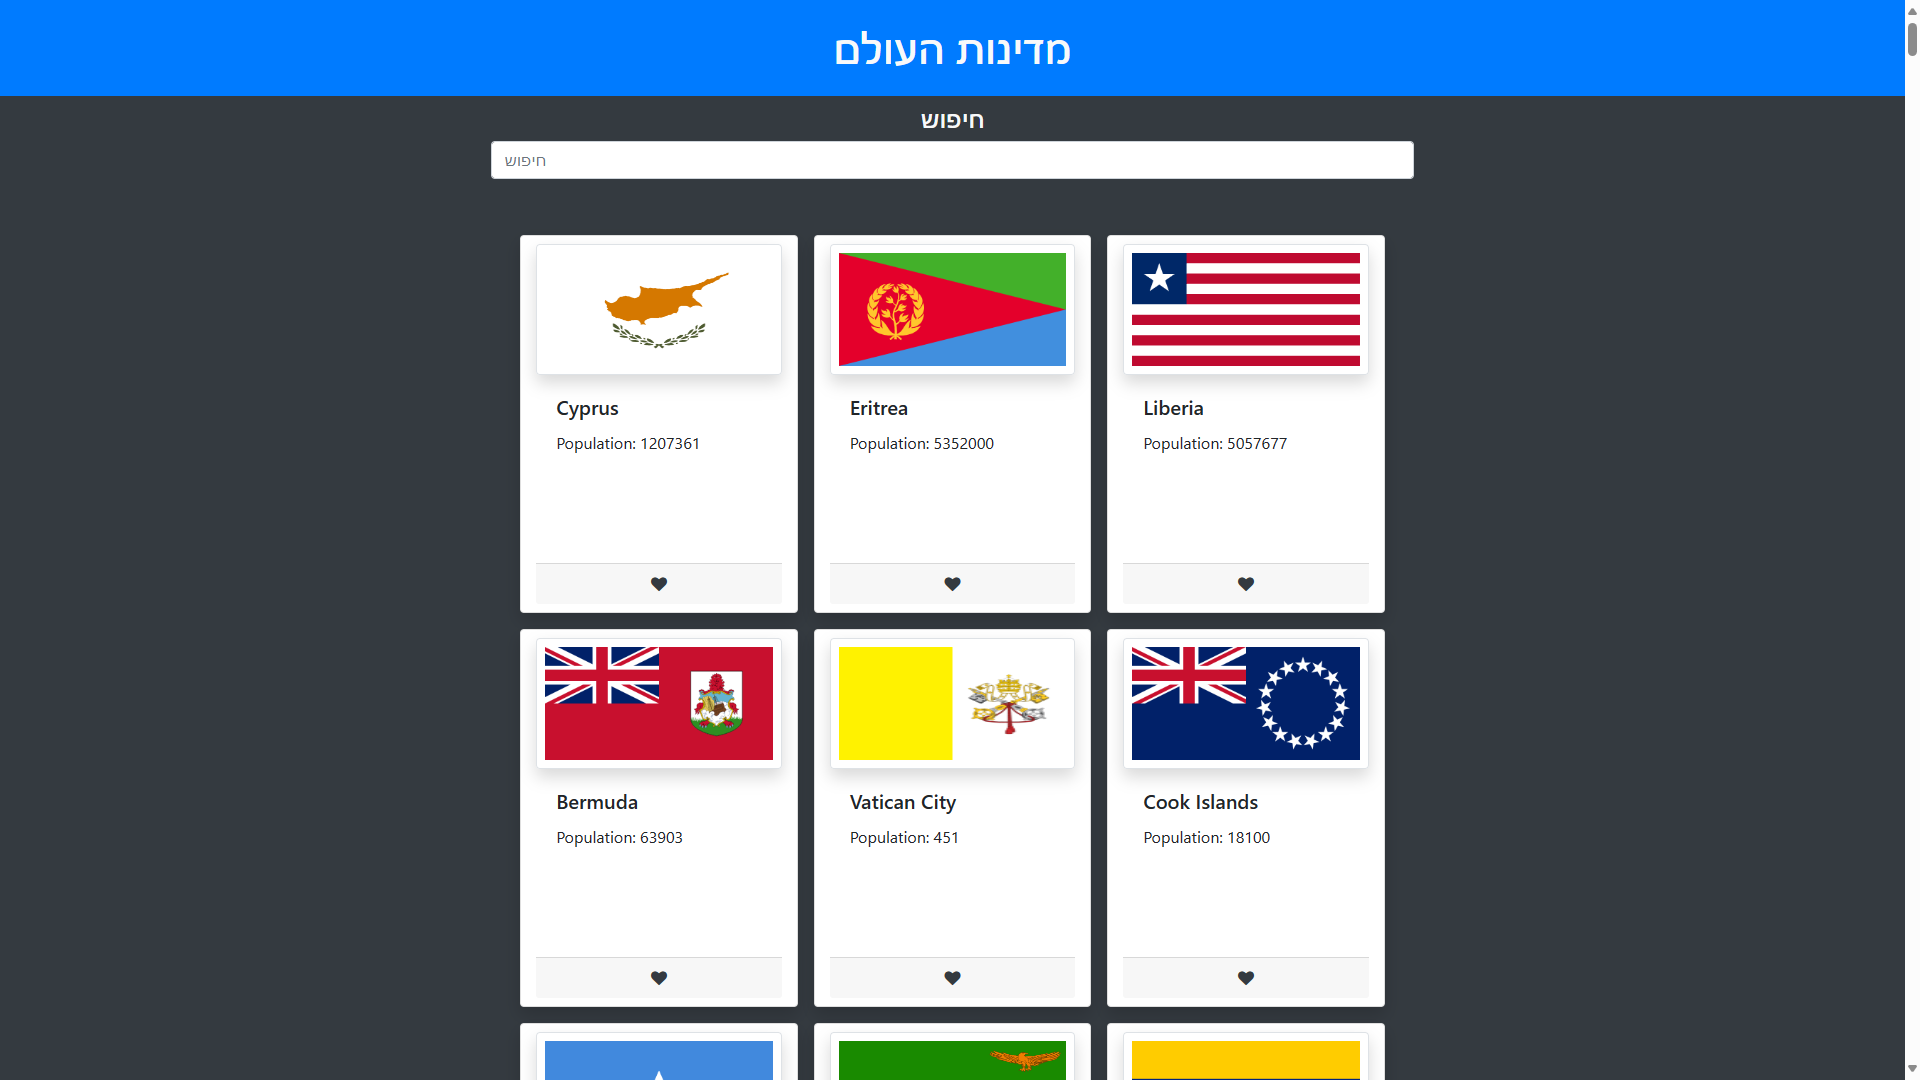 מדינות העולם
חיפוש
חיפוש
Cyprus
Population: 1207361
Eritrea
Population: 5352000
Liberia
Population: 5057677
Bermuda
Population: 63903
Vatican City
Population: 451
Cook Islands
Population: 18100